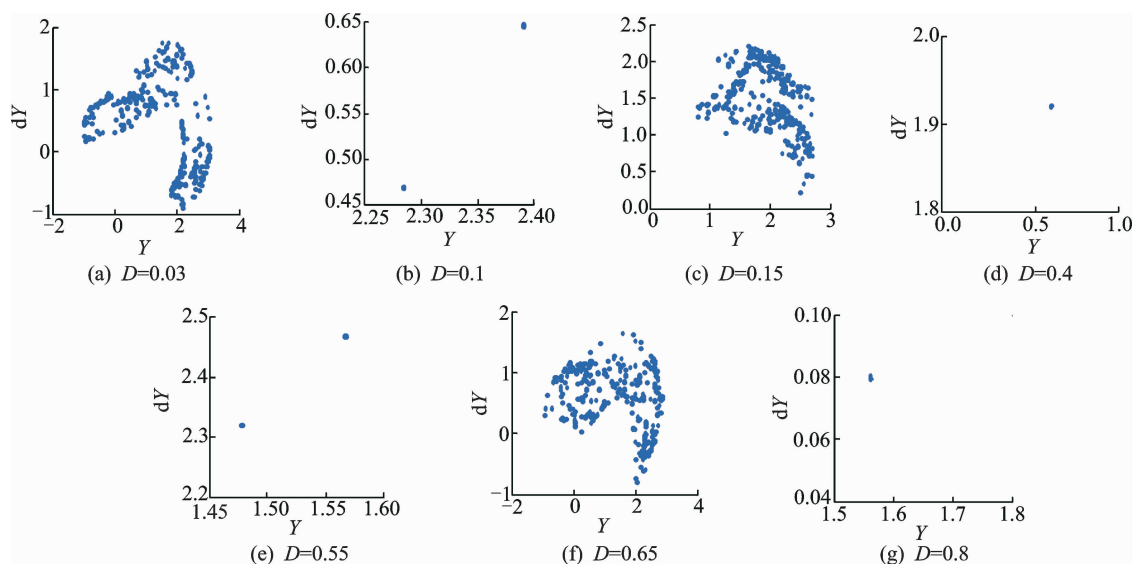 2
1
0
−1
−2
0
2
4
dY
Y
(a) D=0.03
0.65
0.60
0.55
0.50
0.45
2.25
2.30
2.35
2.40
dY
Y
(b) D=0.1
2.5
2.0
1.5
1.0
2.5
0.0
0
1
2
3
dY
Y
(c) D=0.15
2.0
1.9
1.8
0.0
0.5
1.0
dY
Y
(d) D=0.4
2.5
2.4
2.3
2.2
1.45
1.50
1.55
1.60
dY
Y
(e) D=0.55
2
1
0
−1
−2
0
2
4
dY
Y
(f) D=0.65
0.10
0.08
0.06
0.04
1.5
1.6
1.7
1.8
dY
Y
(g) D=0.8